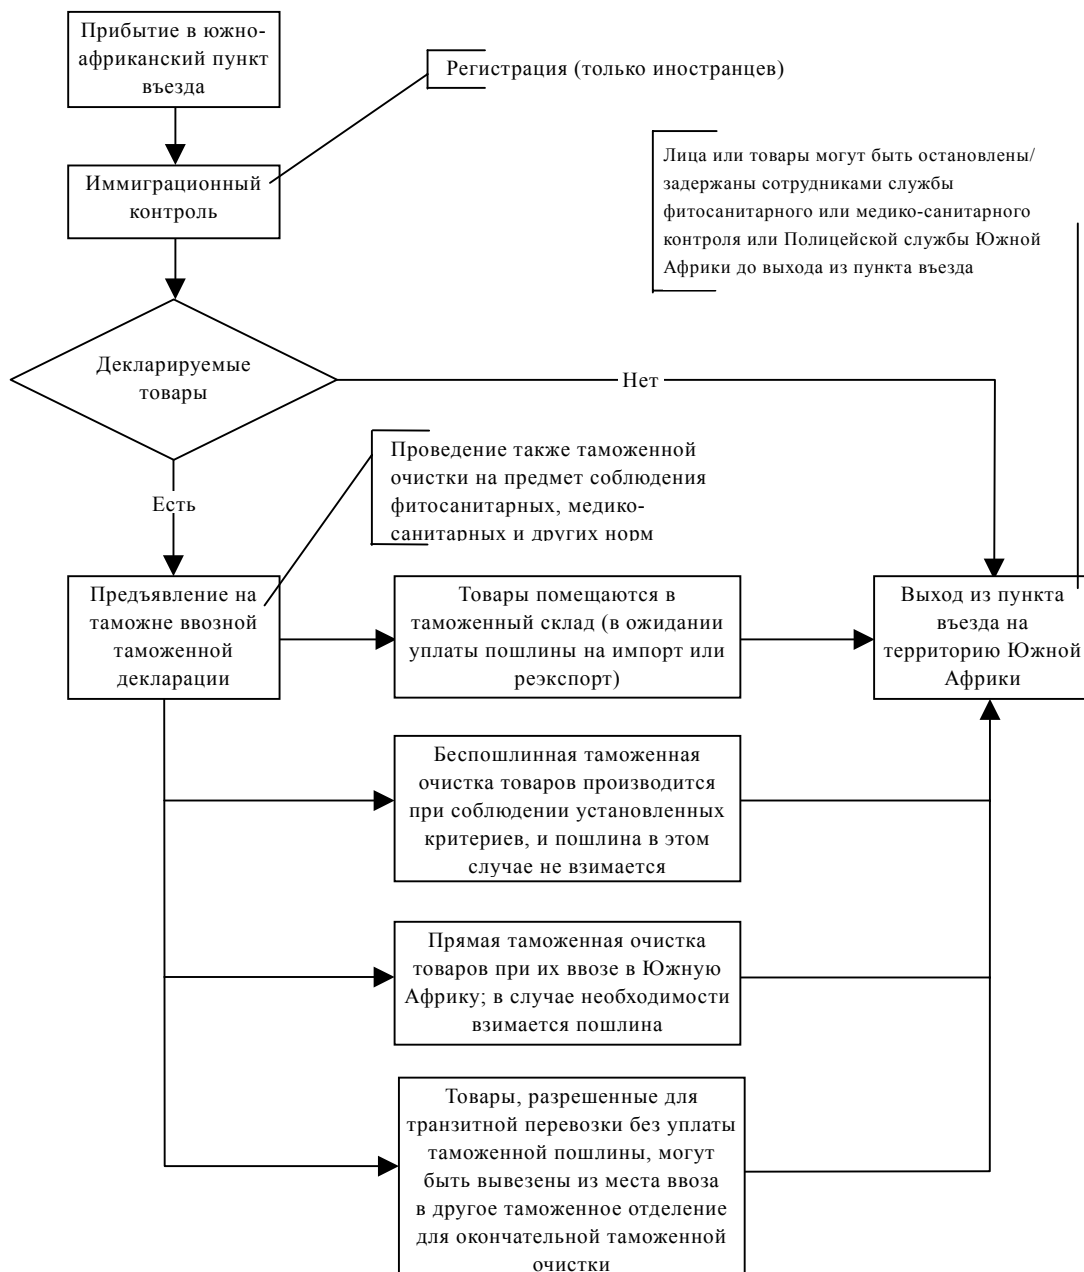 Прибытие в южно-
африканский пункт
въезда
Регистрация (только иностранцев)
Иммиграционный
контроль
Лица или товары могут быть остановлены/
задержаны сотрудниками службы
фитосанитарного или медико-санитарного
контроля или Полицейской службы Южной
Африки до выхода из пункта въезда
Декларируемые
товары
Нет
Есть
Проведение также таможенной
очистки на предмет соблюдения
фитосанитарных, медико-
санитарных и других норм
Предъявление на
таможне ввозной
таможенной
декларации
Товары помещаются в
таможенный склад (в ожидании
уплаты пошлины на импорт или
реэкспорт)
Выход из пункта
въезда на
территорию Южной
Африки
Беспошлинная таможенная
очистка товаров производится
при соблюдении установленных
критериев, и пошлина в этом
случае не взимается
Прямая таможенная очистка
товаров при их ввозе в Южную
Африку; в случае необходимости
взимается пошлина
Товары, разрешенные для
транзитной перевозки без уплаты
таможенной пошлины, могут
быть вывезены из места ввоза
в другое таможенное отделение
для окончательной таможенной
очистки